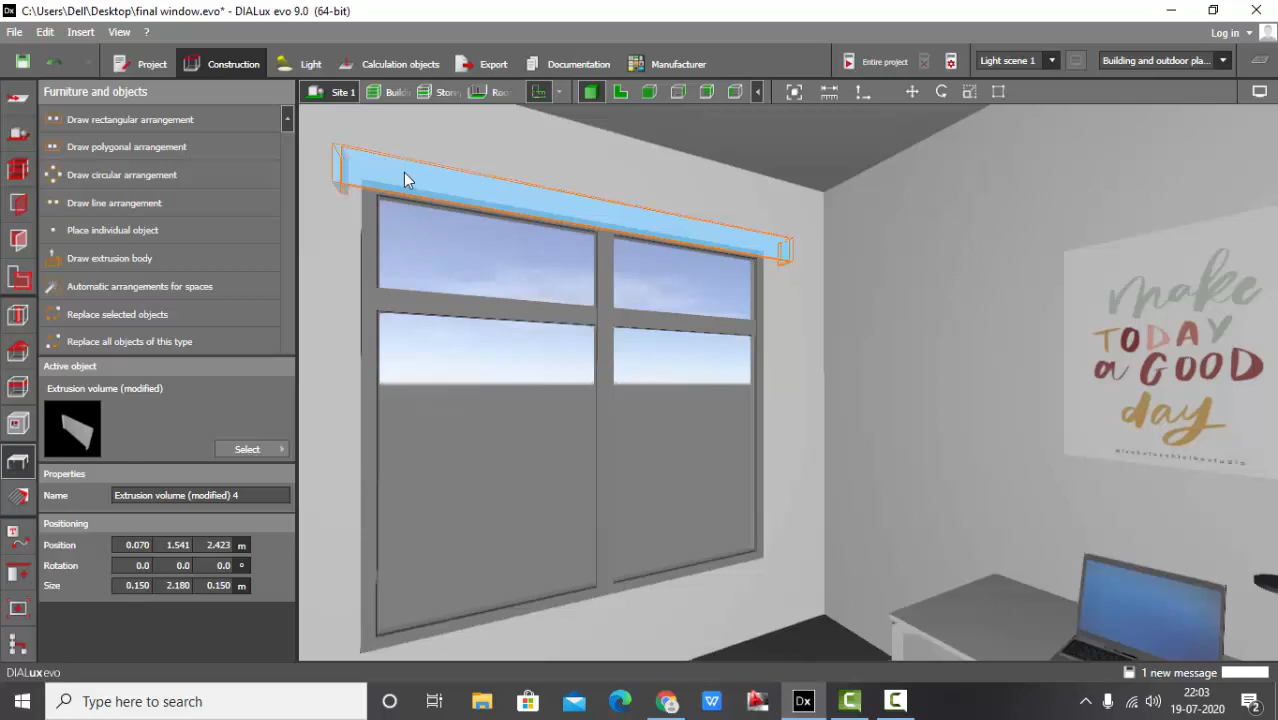 C:\Users\Dell\Desktop\final window.evo* - DIALux evo 9.0 (64-bit)
File Edit Insert View ?
Log in
Project Construction Light Calculation objects Export Documentation Manufacturer Entire project Light scene 1 Building and outdoor pla...
Furniture and objects
Site 1 Build Store Roo
Draw rectangular arrangement
Draw polygonal arrangement
Draw circular arrangement
Draw line arrangement
Place individual object
Draw extrusion body
Automatic arrangements for spaces
Replace selected objects
Replace all objects of this type
Active object
Extrusion volume (modified)
Select
Properties
Name Extrusion volume (modified) 4
Positioning
Position 0.070 1.541 2.423 m
Rotation 0.0 0.0 0.0 °
Size 0.150 2.180 0.150 m
make
TODAY
a GOOD
day
DIALux evo
1 new message
Type here to search
22:03
19-07-2020
2